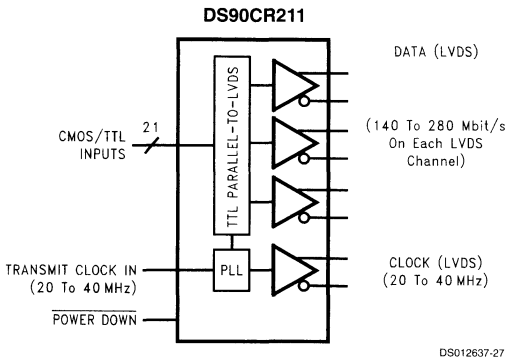 DS90CR211
DATA (LVDS)
TTL PARALLEL-TO-LVDS
21
CMOS/TTL
INPUTS
(140 To 280 Mbit/s
On Each LVDS
Channel)
PLL
TRANSMIT CLOCK IN
(20 To 40 MHz)
CLOCK (LVDS)
(20 To 40 MHz)
POWER DOWN
DS012637-27